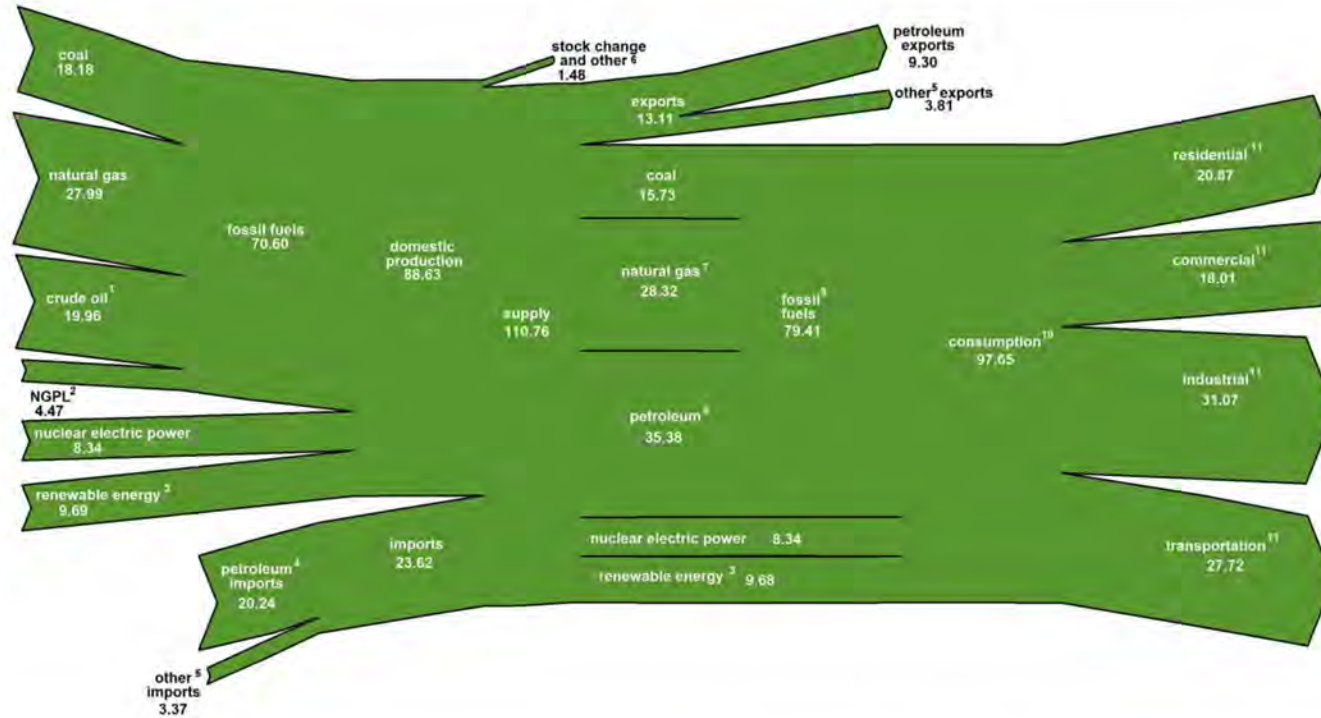 coal
18.18
natural gas
27.99
crude oil 1
19.96
NGPL 2
4.47
nuclear electric power
8.34
renewable energy 3
9.69
petroleum 4
imports
20.24
other 5
imports
3.37
fossil fuels
70.60
domestic
production
88.63
imports
23.62
supply
110.76
stock change
and other 6
1.48
exports
13.11
petroleum
exports
9.30
other 5 exports
3.81
coal
15.73
natural gas 7
28.32
petroleum 8
35.38
nuclear electric power 8.34
renewable energy 3 9.68
fossil 9
fuels
79.41
consumption 10
97.65
residential 11
20.87
commercial 11
18.01
industrial 11
31.07
transportation 11
27.72